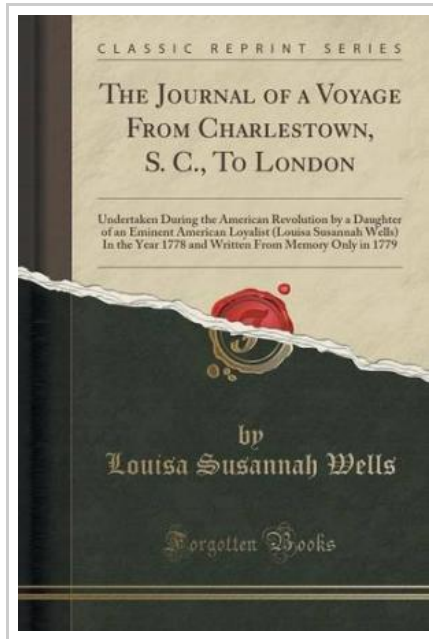 CLASSIC REPRINT SERIES
THE JOURNAL OF A VOYAGE
FROM CHARLESTOWN,
S. C., TO LONDON
Undertaken During the American Revolution by a Daughter
of an Eminent American Loyalist (Louisa Susannah Wells)
In the Year 1778 and Written From Memory Only in 1779
by
Louisa Susannah Wells
Forgotten Books